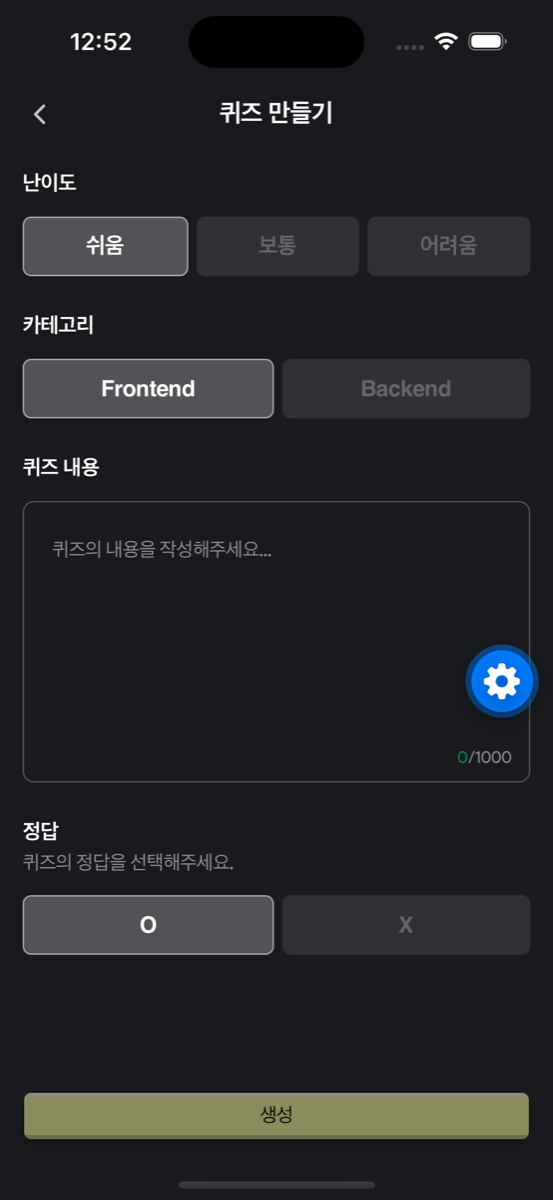 12:52
퀴즈 만들기
난이도
쉬움 보통 어려움
카테고리
Frontend Backend
퀴즈 내용
퀴즈의 내용을 작성해주세요...
0/1000
정답
퀴즈의 정답을 선택해주세요.
O X
생성